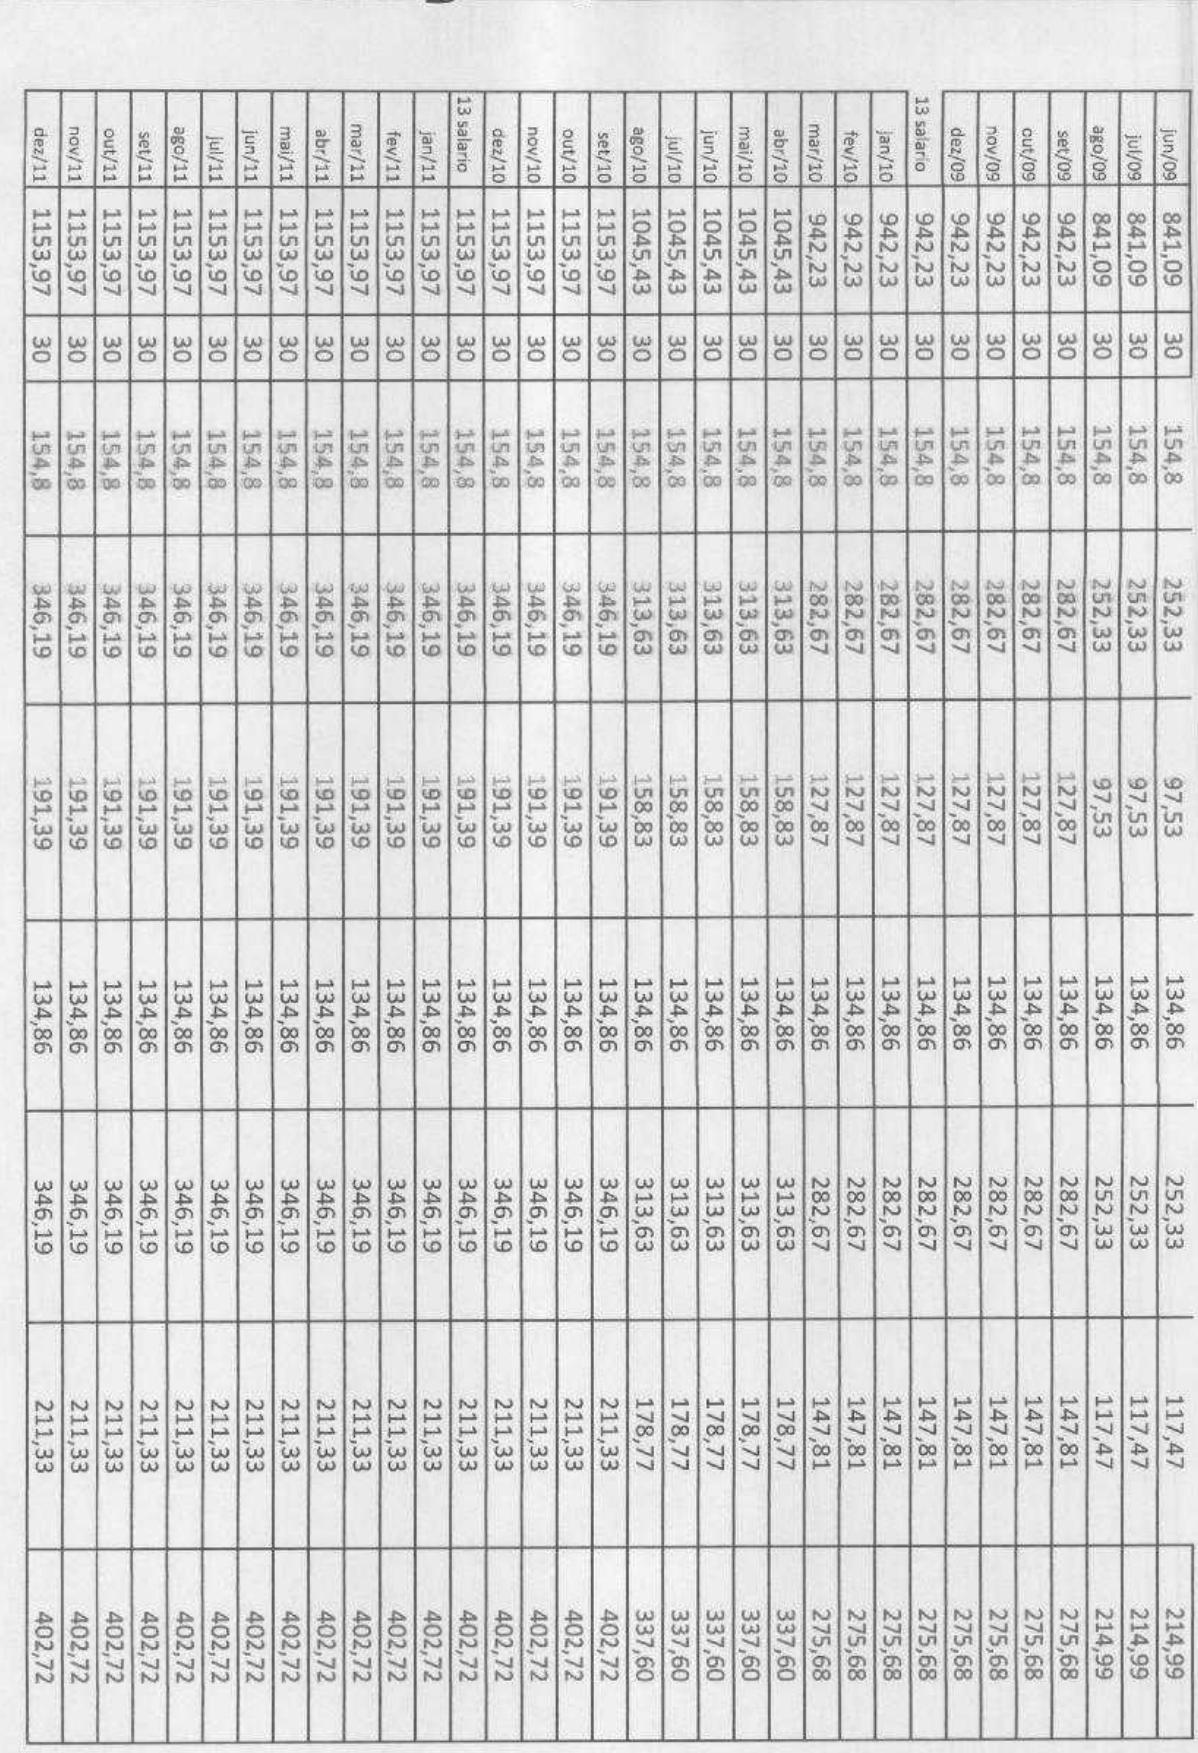 jun/09 841,09 30 154,8 252,33 97,53 134,86 252,33 117,47 214,99
jul/09 841,09 30 154,8 252,33 97,53 134,86 252,33 117,47 214,99
ago/09 841,09 30 154,8 252,33 97,53 134,86 252,33 117,47 214,99
set/09 942,23 30 154,8 282,67 127,87 134,86 282,67 147,81 275,68
out/09 942,23 30 154,8 282,67 127,87 134,86 282,67 147,81 275,68
nov/09 942,23 30 154,8 282,67 127,87 134,86 282,67 147,81 275,68
dez/09 942,23 30 154,8 282,67 127,87 134,86 282,67 147,81 275,68
13 salario 942,23 30 154,8 282,67 127,87 134,86 282,67 147,81 275,68
jan/10 942,23 30 154,8 282,67 127,87 134,86 282,67 147,81 275,68
fev/10 942,23 30 154,8 282,67 127,87 134,86 282,67 147,81 275,68
mar/10 942,23 30 154,8 282,67 127,87 134,86 282,67 147,81 275,68
abr/10 1045,43 30 154,8 313,63 158,83 134,86 313,63 178,77 337,60
mai/10 1045,43 30 154,8 313,63 158,83 134,86 313,63 178,77 337,60
jun/10 1045,43 30 154,8 313,63 158,83 134,86 313,63 178,77 337,60
jul/10 1045,43 30 154,8 313,63 158,83 134,86 313,63 178,77 337,60
ago/10 1045,43 30 154,8 313,63 158,83 134,86 313,63 178,77 337,60
set/10 1153,97 30 154,8 346,19 191,39 134,86 346,19 211,33 402,72
out/10 1153,97 30 154,8 346,19 191,39 134,86 346,19 211,33 402,72
nov/10 1153,97 30 154,8 346,19 191,39 134,86 346,19 211,33 402,72
dez/10 1153,97 30 154,8 346,19 191,39 134,86 346,19 211,33 402,72
13 salario 1153,97 30 154,8 346,19 191,39 134,86 346,19 211,33 402,72
jan/11 1153,97 30 154,8 346,19 191,39 134,86 346,19 211,33 402,72
fev/11 1153,97 30 154,8 346,19 191,39 134,86 346,19 211,33 402,72
mar/11 1153,97 30 154,8 346,19 191,39 134,86 346,19 211,33 402,72
abr/11 1153,97 30 154,8 346,19 191,39 134,86 346,19 211,33 402,72
mai/11 1153,97 30 154,8 346,19 191,39 134,86 346,19 211,33 402,72
jun/11 1153,97 30 154,8 346,19 191,39 134,86 346,19 211,33 402,72
jul/11 1153,97 30 154,8 346,19 191,39 134,86 346,19 211,33 402,72
ago/11 1153,97 30 154,8 346,19 191,39 134,86 346,19 211,33 402,72
set/11 1153,97 30 154,8 346,19 191,39 134,86 346,19 211,33 402,72
out/11 1153,97 30 154,8 346,19 191,39 134,86 346,19 211,33 402,72
nov/11 1153,97 30 154,8 346,19 191,39 134,86 346,19 211,33 402,72
dez/11 1153,97 30 154,8 346,19 191,39 134,86 346,19 211,33 402,72